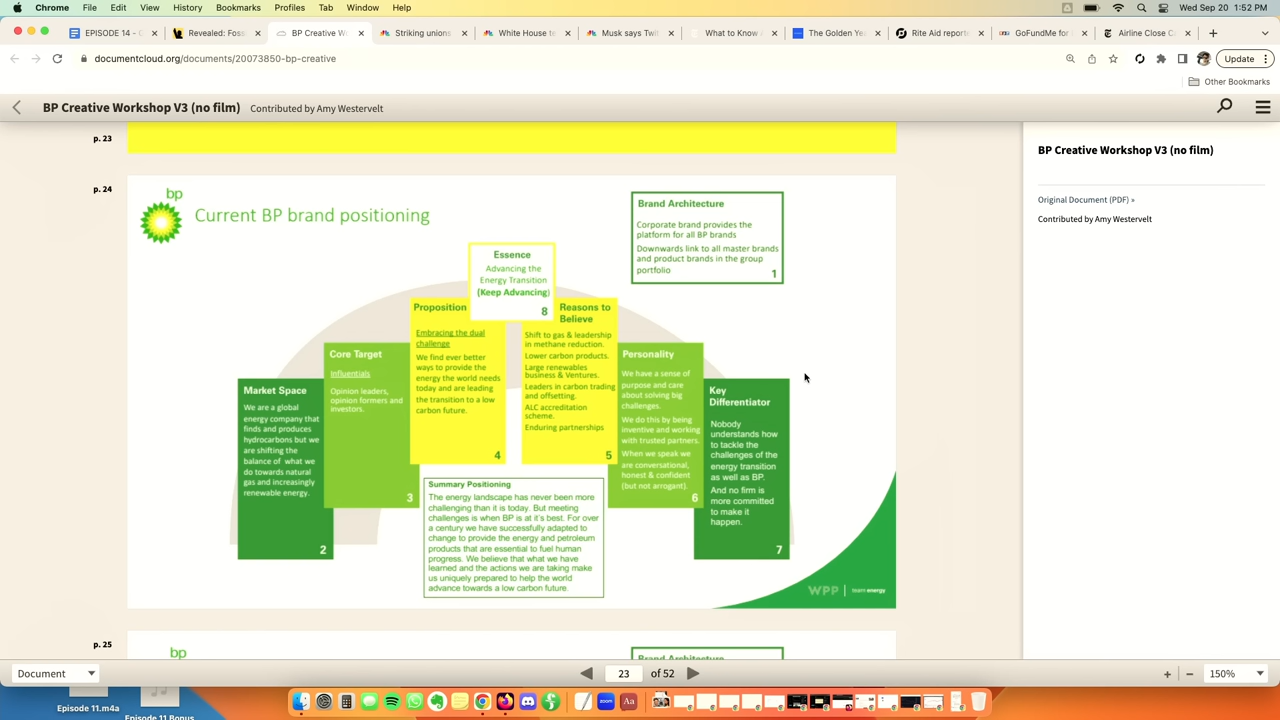 Chrome File Edit View History Bookmarks Profiles Tab Window Help Wed Sep 20 1:52 PM
EPISODE 14 - Revealed: Foss BP Creative W Striking unions White House te Musk says Twit What to Know The Golden Ye Rite Aid report GoFundMe for Airline Close C
documentcloud.org/documents/20073850-bp-creative Update
Other Bookmarks
BP Creative Workshop V3 (no film) Contributed by Amy Westervelt
p. 23
p. 24
bp
Current BP brand positioning
Brand Architecture
Corporate brand provides the
platform for all BP brands
Downwards link to all master brands
and product brands in the group
portfolio
1
Essence
Advancing the
Energy Transition
(Keep Advancing)
8
Proposition
Embracing the dual
challenge
We find ever better
ways to provide the
energy the world needs
today and are leading
the transition to a low
carbon future.
4
Reasons to
Believe
Shift to gas & leadership
in methane reduction.
Lower carbon products.
Large renewables
business & Ventures.
Leaders in carbon trading
and offsetting.
ALC accreditation
scheme.
Enduring partnerships
5
Core Target
Influentials
Opinion leaders,
opinion formers and
investors.
3
Personality
We have a sense of
purpose and care
about solving big
challenges.
We do this by being
inventive and working
with trusted partners.
When we speak we
are conversational,
honest & confident
(but not arrogant).
6
Market Space
We are a global
energy company that
finds and produces
hydrocarbons but we
are shifting the
balance of what we
do towards natural
gas and increasingly
renewable energy.
2
Key
Differentiator
Nobody
understands how
to tackle the
challenges of the
energy transition
as well as BP.
And no firm is
more committed
to make it
happen.
7
Summary Positioning
The energy landscape has never been more
challenging than it is today. But meeting
challenges is when BP is at it's best. For over
a century we have successfully adapted to
change to provide the energy and petroleum
products that are essential to fuel human
progress. We believe that what we have
learned and the actions we are taking make
us uniquely prepared to help the world
advance towards a low carbon future.
WPP | team energy
p. 25
bp
Brand Architecture
BP Creative Workshop V3 (no film)
Original Document (PDF) »
Contributed by Amy Westervelt
Document 23 of 52 150%
Episode 11.m4a
Episode 11 Bonus
zoom
Aa